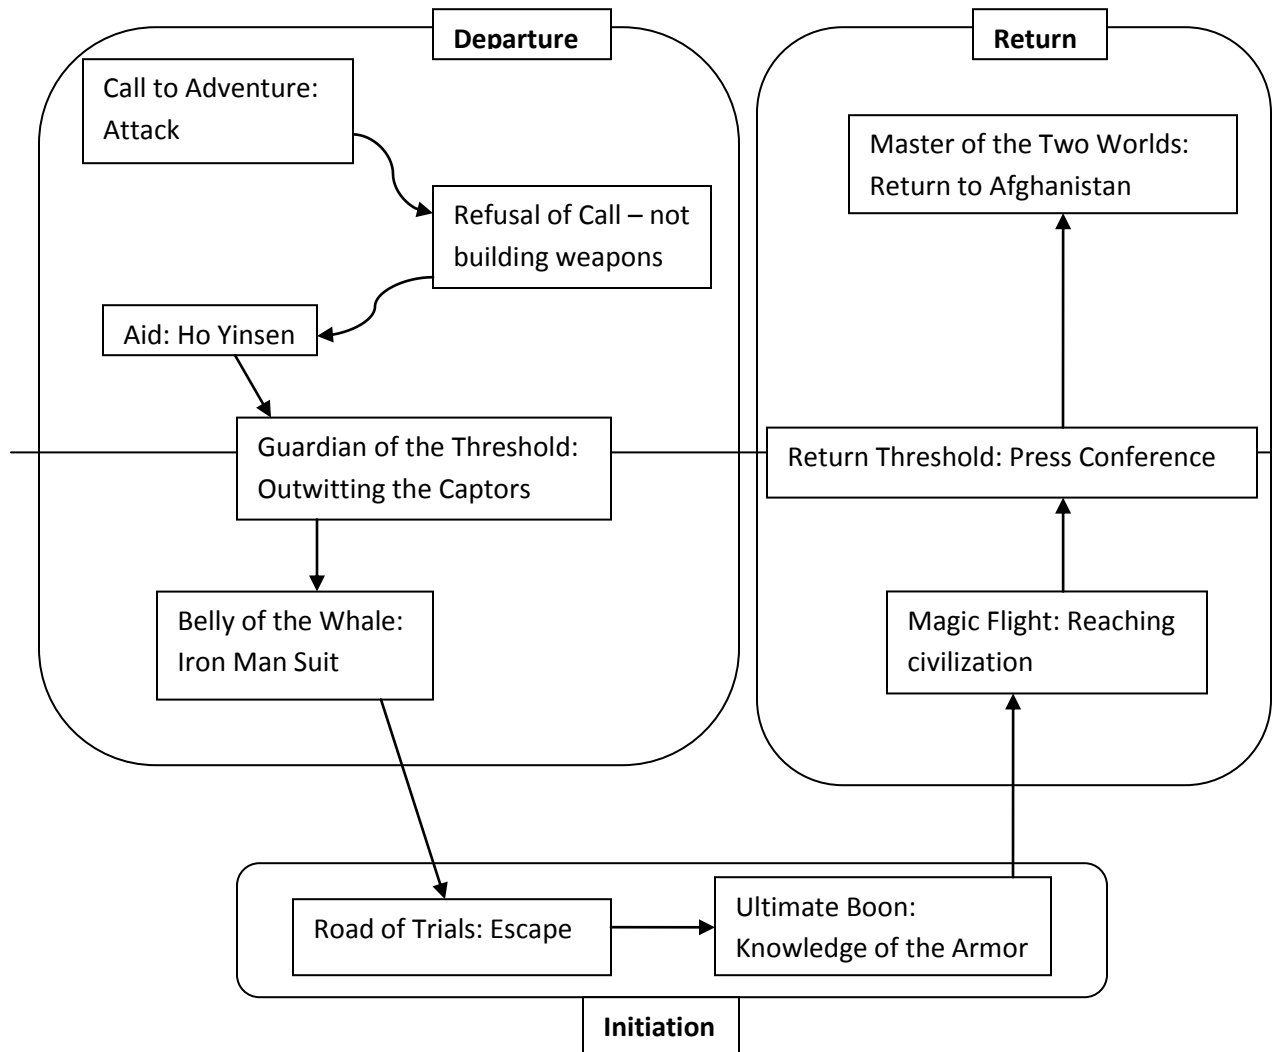 Departure
Call to Adventure:
Attack
Refusal of Call – not
building weapons
Aid: Ho Yinsen
Guardian of the Threshold:
Outwitting the Captors
Belly of the Whale:
Iron Man Suit
Road of Trials: Escape
Ultimate Boon:
Knowledge of the Armor
Initiation
Return
Master of the Two Worlds:
Return to Afghanistan
Return Threshold: Press Conference
Magic Flight: Reaching
civilization